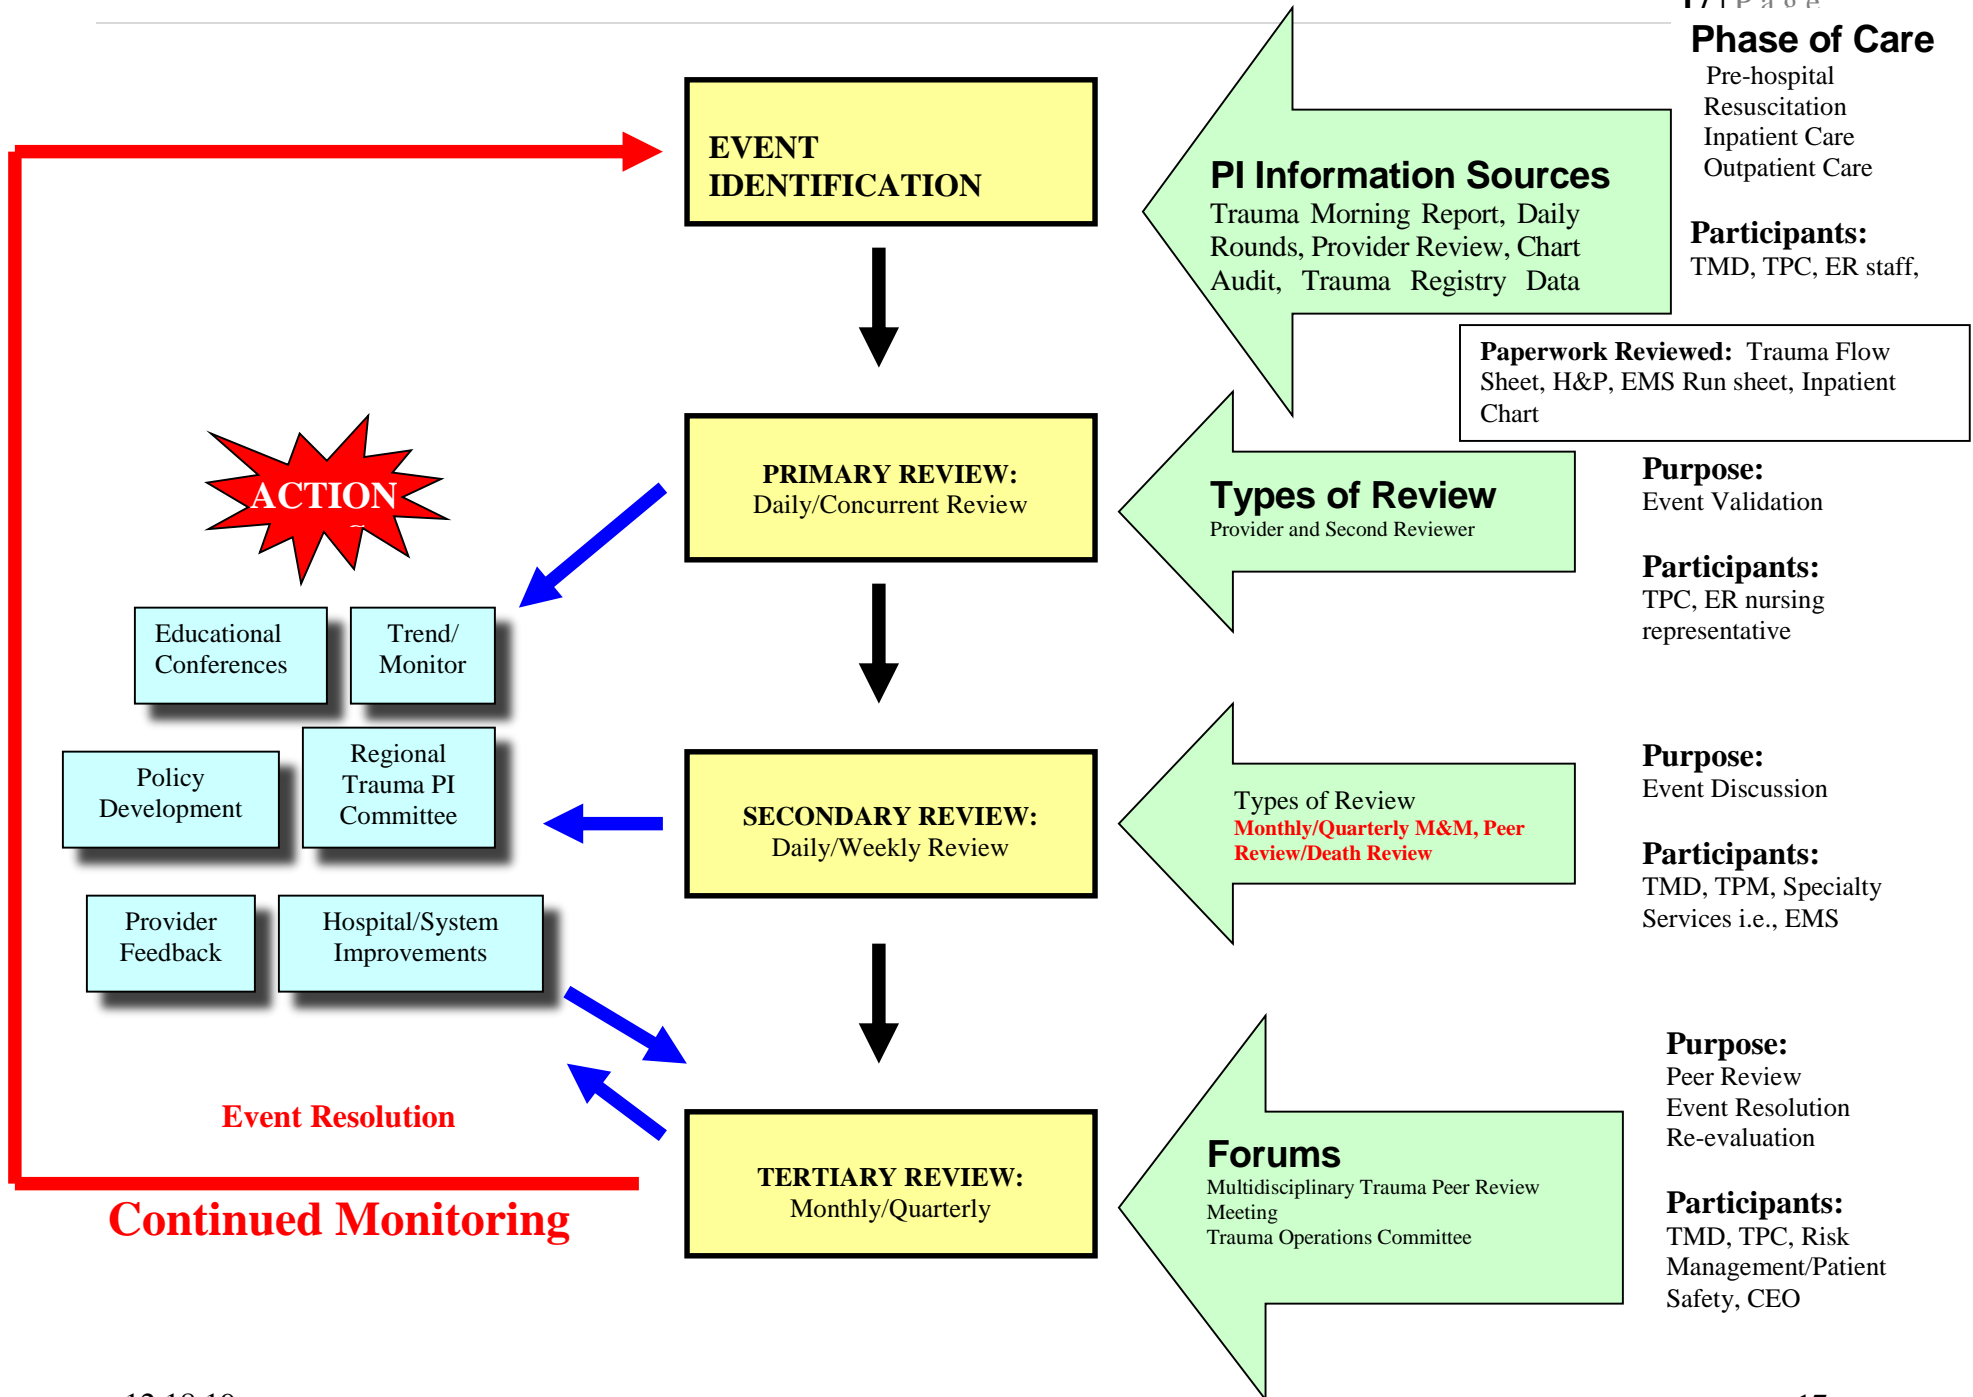 Phase of Care
Pre-hospital
Resuscitation
Inpatient Care
Outpatient Care
Participants:
TMD, TPC, ER staff,
EVENT
IDENTIFICATION
PI Information Sources
Trauma Morning Report, Daily
Rounds, Provider Review, Chart
Audit, Trauma Registry Data
Paperwork Reviewed: Trauma Flow
Sheet, H&P, EMS Run sheet, Inpatient
Chart
PRIMARY REVIEW:
Daily/Concurrent Review
Types of Review
Provider and Second Reviewer
Purpose:
Event Validation
Participants:
TPC, ER nursing
representative
ACTION
Educational
Conferences
Trend/
Monitor
Policy
Development
Regional
Trauma PI
Committee
Provider
Feedback
Hospital/System
Improvements
SECONDARY REVIEW:
Daily/Weekly Review
Types of Review
Monthly/Quarterly M&M, Peer
Review/Death Review
Purpose:
Event Discussion
Participants:
TMD, TPM, Specialty
Services i.e., EMS
Event Resolution
Continued Monitoring
TERTIARY REVIEW:
Monthly/Quarterly
Forums
Multidisciplinary Trauma Peer Review
Meeting
Trauma Operations Committee
Purpose:
Peer Review
Event Resolution
Re-evaluation
Participants:
TMD, TPC, Risk
Management/Patient
Safety, CEO